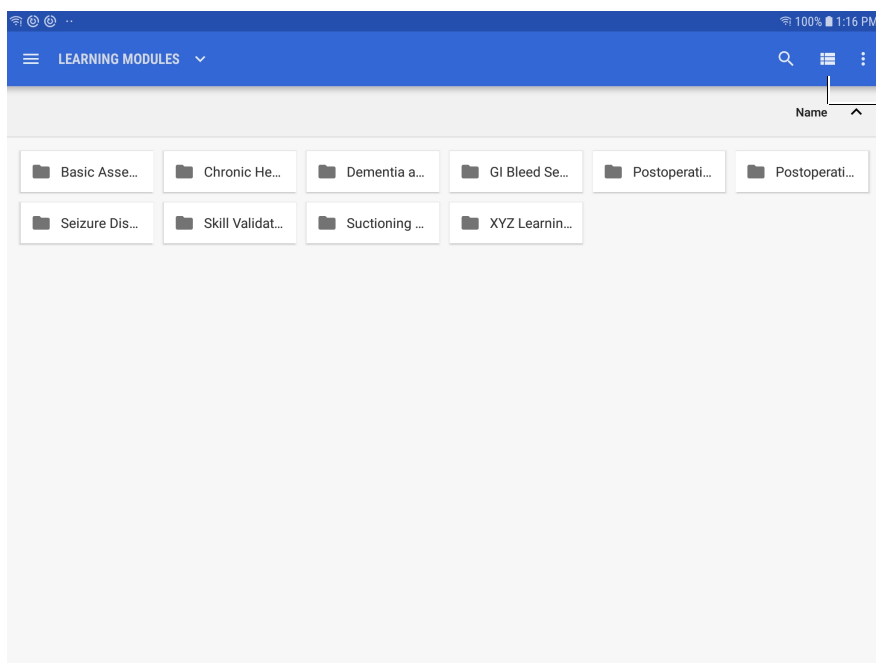 100% 1:16 PM
LEARNING MODULES
Name
Basic Asse... Chronic He... Dementia a... GI Bleed Se... Postoperati... Postoperati...
Seizure Dis... Skill Validat... Suctioning ... XYZ Learnin...